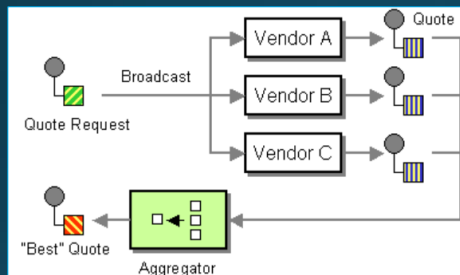 Quote
Vendor A
Broadcast
Vendor B
Quote Request
Vendor C
"Best" Quote
Aggregator